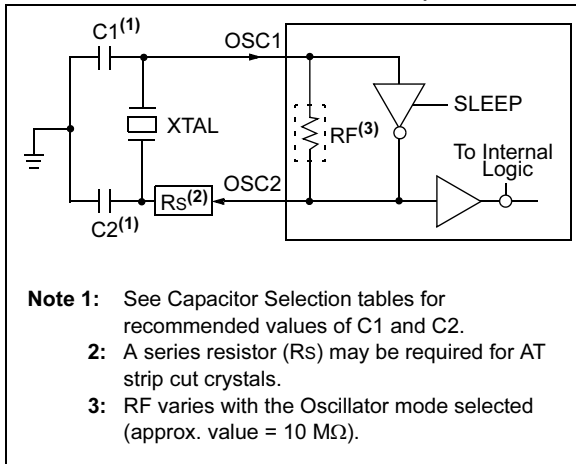 C1(1)
OSC1
SLEEP
XTAL
RF(3)
To Internal
Logic
OSC2
RS(2)
C2(1)
Note 1: See Capacitor Selection tables for
recommended values of C1 and C2.
2: A series resistor (RS) may be required for AT
strip cut crystals.
3: RF varies with the Oscillator mode selected
(approx. value = 10 MΩ).